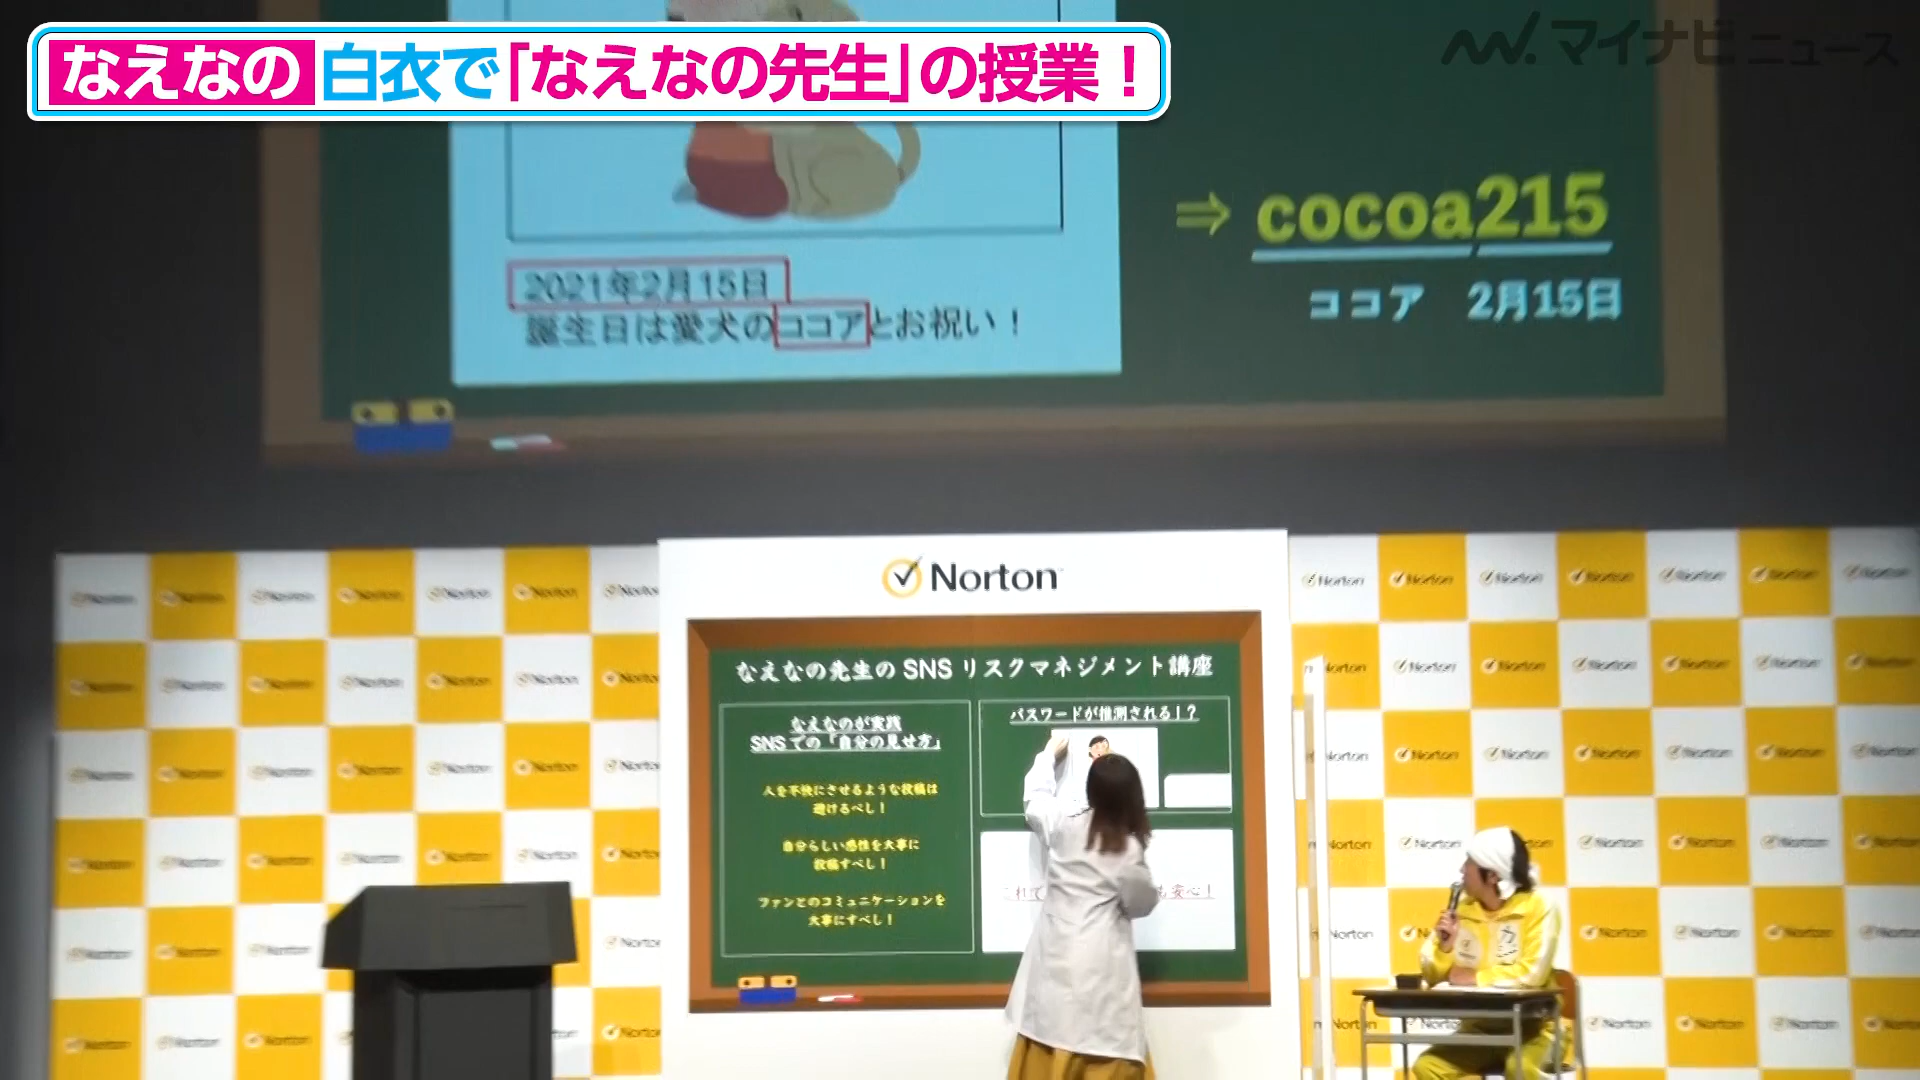 なえなの 白衣で「なえなの先生」の授業！
マイナビニュース
⇒ cocoa215
ココア 2月15日
2021年2月15日
誕生日は愛犬のココアとお祝い！
Norton
なえなの先生の SNS リスクマネジメント講座
なえなのが実践
SNSでの「自分の見せ方」
人を不快にさせるような投稿は
避けるべし！
自分らしい感性を大事に
投稿すべし！
ファンとのコミュニケーションを
大事にすべし！
パスワードが推測される！？
これで
も安心！